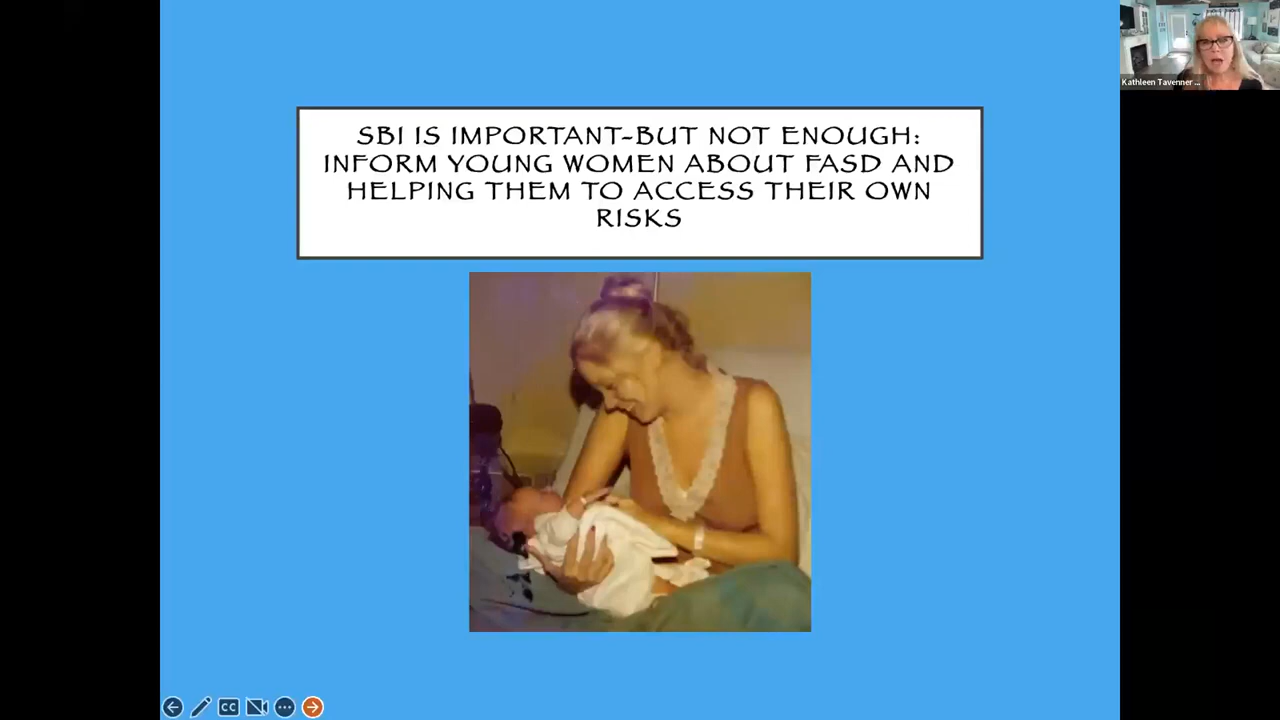 SBI IS IMPORTANT-BUT NOT ENOUGH:
INFORM YOUNG WOMEN ABOUT FASD AND
HELPING THEM TO ACCESS THEIR OWN
RISKS
Kathleen Tavenner ...
CC